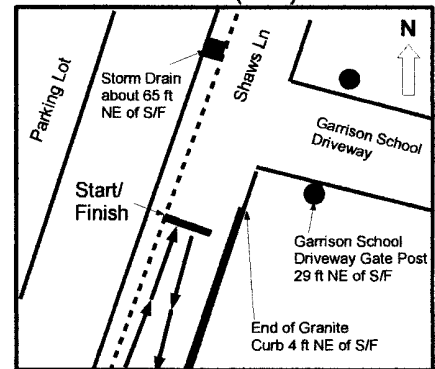 N
Storm Drain
about 65 ft
NE of S/F
Parking Lot
Shaws Ln
Garrison School
Driveway
Start/
Finish
Garrison School
Driveway Gate Post
29 ft NE of S/F
End of Granite
Curb 4 ft NE of S/F